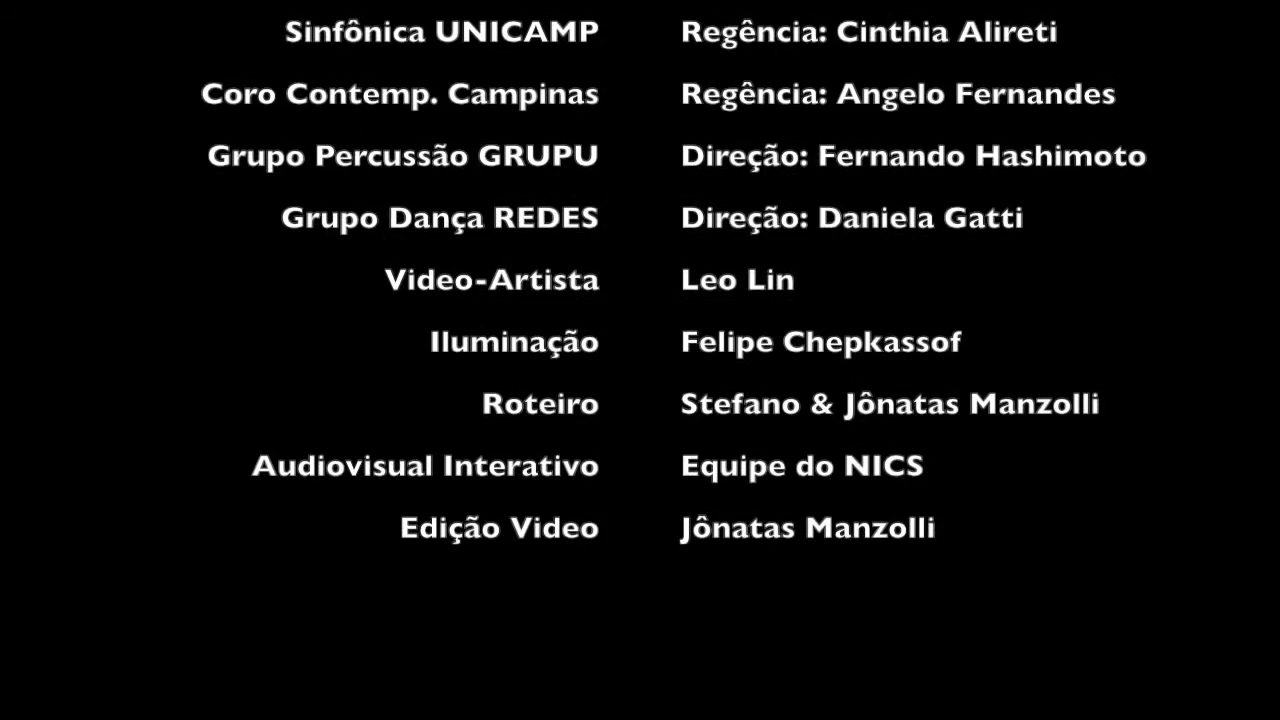 Sinfônica UNICAMP Regência: Cinthia Alireti
Coro Contemp. Campinas Regência: Angelo Fernandes
Grupo Percussão GRUPU Direção: Fernando Hashimoto
Grupo Dança REDES Direção: Daniela Gatti
Video-Artista Leo Lin
Iluminação Felipe Chepkassof
Roteiro Stefano & Jônatas Manzolli
Audiovisual Interativo Equipe do NICS
Edição Video Jônatas Manzolli